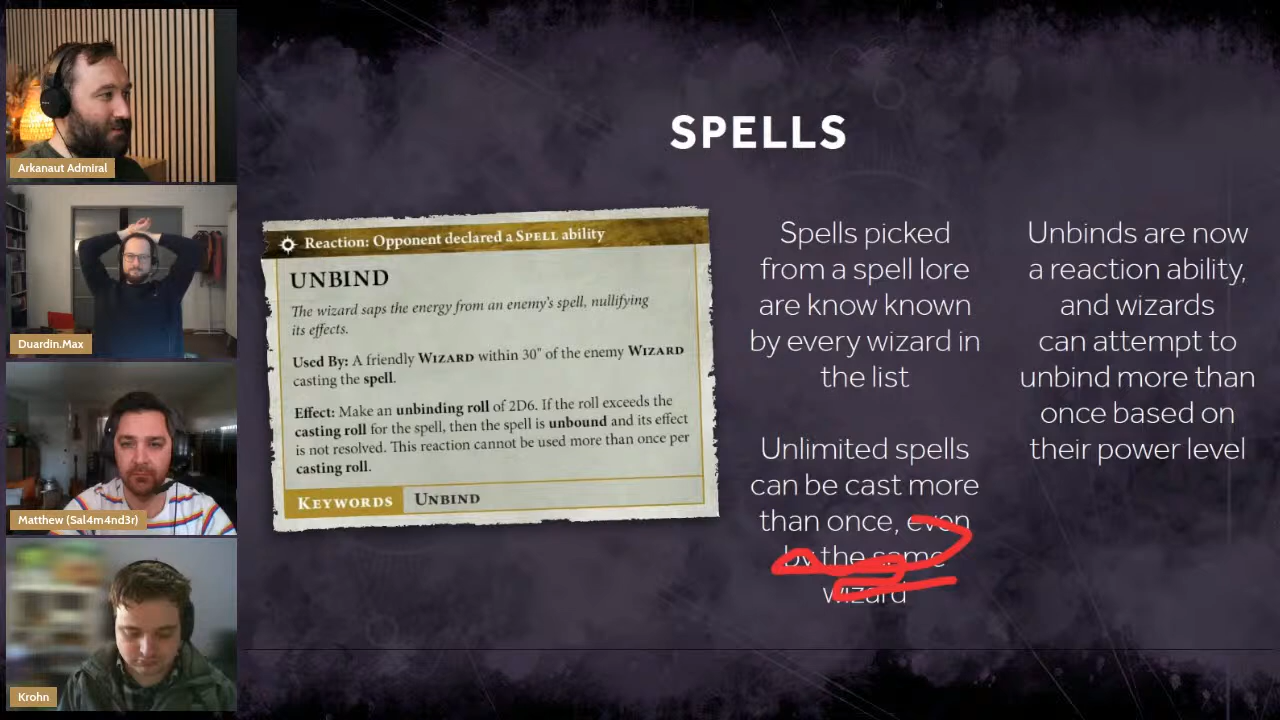 Arkanaut Admiral
Duardin.Max
Matthew (Sal4m4nd3r)
Krohn
SPELLS
Reaction: Opponent declared a SPELL ability
UNBIND
The wizard saps the energy from an enemy's spell, nullifying
its effects.
Used By: A friendly WIZARD within 30" of the enemy WIZARD
casting the spell.
Effect: Make an unbinding roll of 2D6. If the roll exceeds the
casting roll for the spell, then the spell is unbound and its effect
is not resolved. This reaction cannot be used more than once per
casting roll.
KEYWORDS UNBIND
Spells picked
from a spell lore
are know known
by every wizard in
the list
Unlimited spells
can be cast more
than once, even
by the same
wizard
Unbinds are now
a reaction ability,
and wizards
can attempt to
unbind more than
once based on
their power level